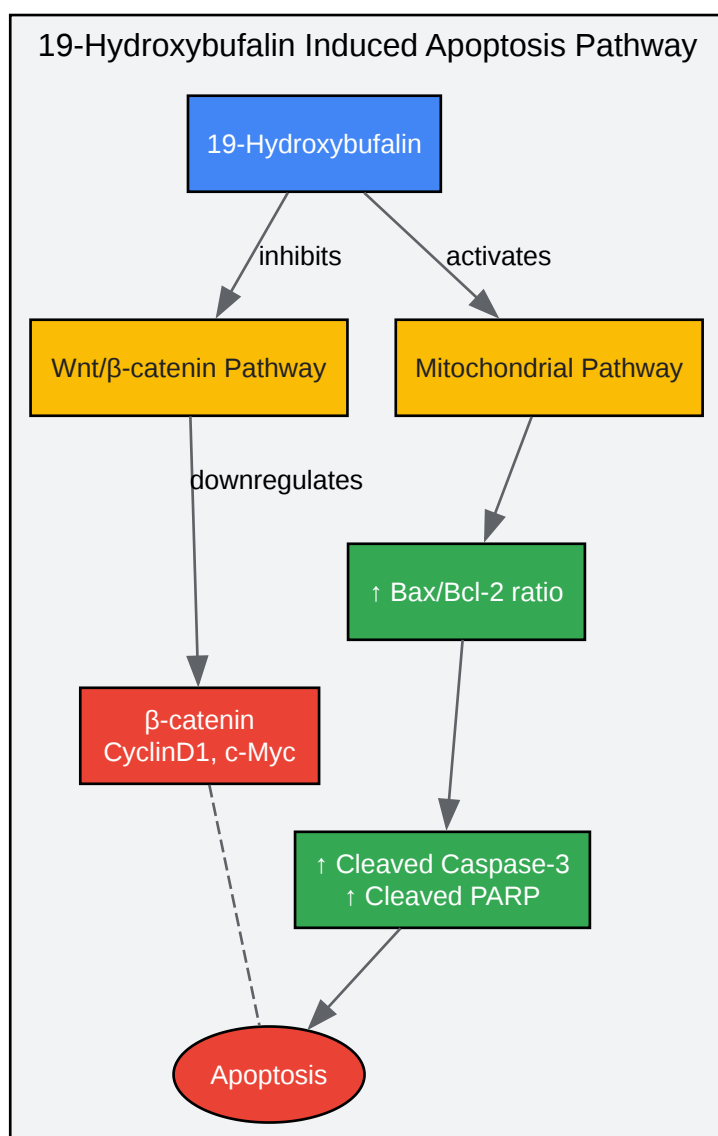 19-Hydroxybufalin Induced Apoptosis Pathway
19-Hydroxybufalin
inhibits
activates
Wnt/β-catenin Pathway
Mitochondrial Pathway
downregulates
↑ Bax/Bcl-2 ratio
β-catenin
CyclinD1, c-Myc
↑ Cleaved Caspase-3
↑ Cleaved PARP
Apoptosis